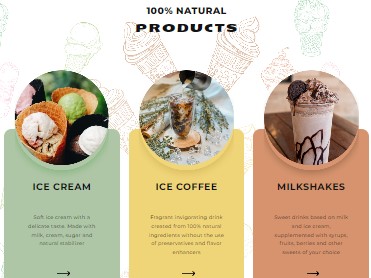 100% NATURAL
PRODUCTS
ICE CREAM
Soft ice-cream with a
delicate taste. Made with
milk, starch, sugar and
natural stabiliser.
ICE COFFEE
Fragrant invigorating drink
created from 100% natural
ingredients without the use
of preservatives and flavor
enhancers.
MILKSHAKES
Sweet drinks based on milk
and ice cream,
supplemented with syrups,
fruits, berries and other
sweets of your choice.